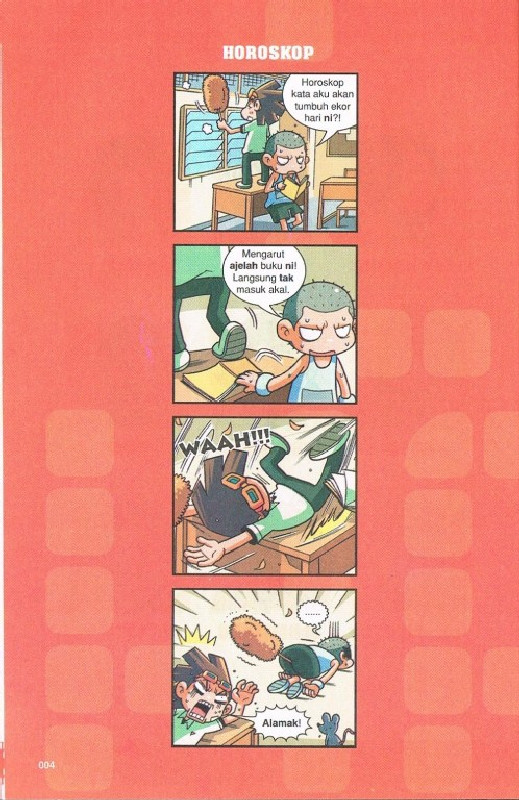 HOROSKOP
Horoskop
kata aku akan
tumbuh ekor
hari ni?!
Mengarut
ajelah buku ni!
Langsung tak
masuk akal.
WAAH!!!
......
Alamak!
004